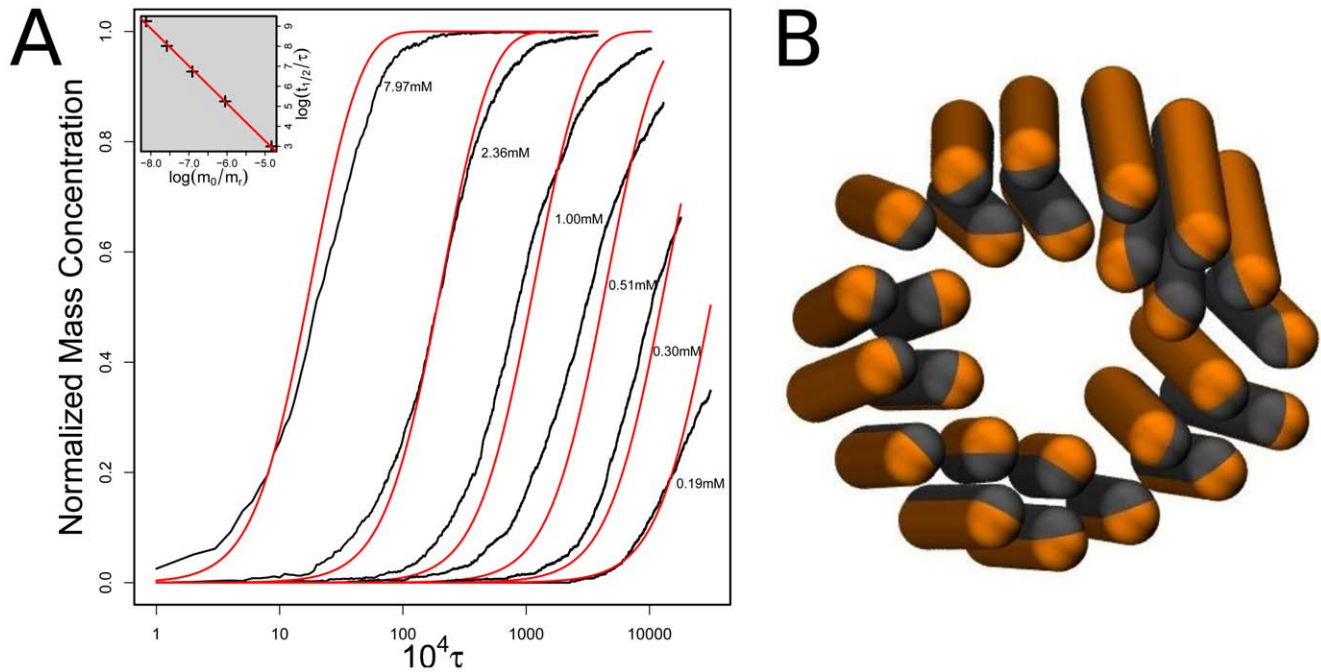 A
B
Normalized Mass Concentration
1.0
0.8
0.6
0.4
0.2
0.0
−8.0 −7.0 −6.0 −5.0
log(m0/mr)
9
8
7
6
5
4
3
log(t1/2/τ)
7.97mM
2.36mM
1.00mM
0.51mM
0.30mM
0.19mM
1 10 100 1000 10000
10⁴τ